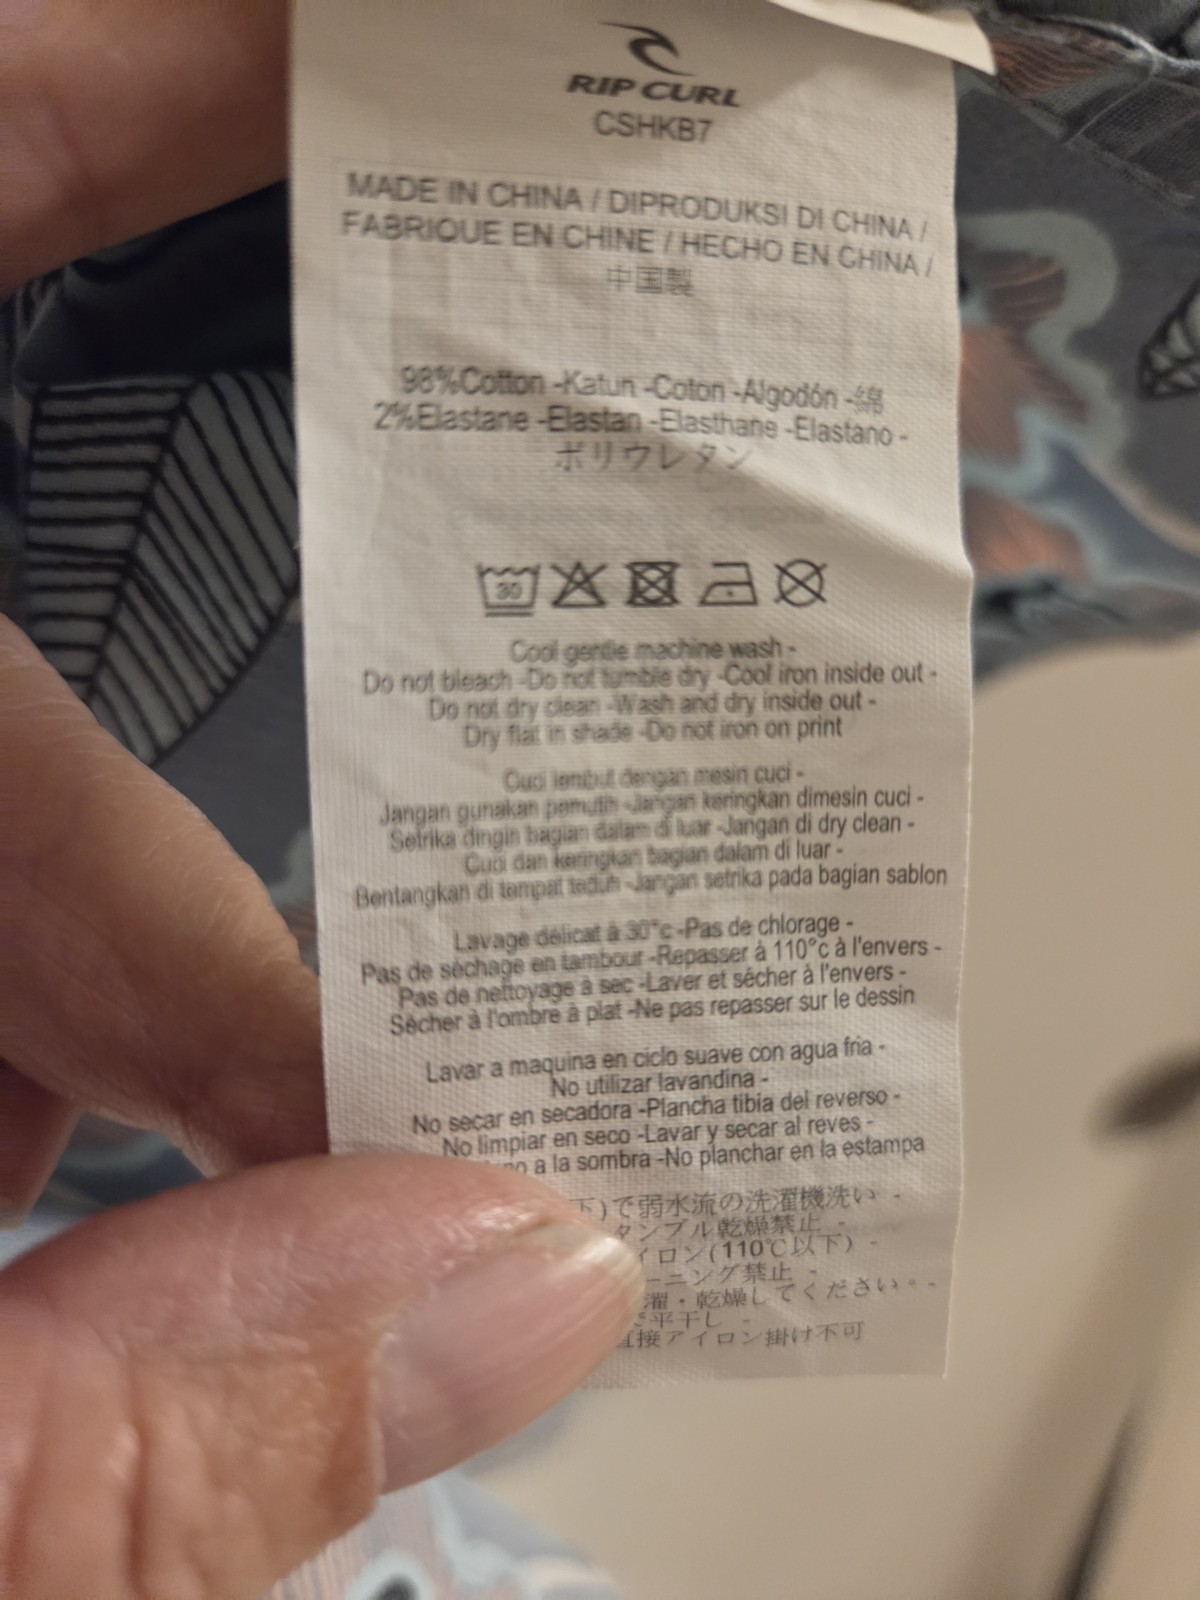 RIP CURL
CSHKB7
MADE IN CHINA / DIPRODUKSI DI CHINA /
FABRIQUE EN CHINE / HECHO EN CHINA /
中国製
98%Cotton -Katun -Coton -Algodón -綿
2%Elastane -Elastan -Elasthane -Elastano -
ポリウレタン
30
Cool gentle machine wash -
Do not bleach -Do not tumble dry -Cool iron inside out -
Do not dry clean -Wash and dry inside out -
Dry flat in shade -Do not iron on print
Cuci lembut dengan mesin cuci -
Jangan gunakan pemutih -Jangan keringkan dimesin cuci -
Setrika dingin bagian dalam di luar -Jangan di dry clean -
Cuci dan keringkan bagian dalam di luar -
Bentangkan di tempat teduh -Jangan setrika pada bagian sablon
Lavage délicat à 30°c -Pas de chlorage -
Pas de séchage en tambour -Repasser à 110°c à l'envers -
Pas de nettoyage à sec -Laver et sécher à l'envers -
Sécher à l'ombre à plat -Ne pas repasser sur le dessin
Lavar a maquina en ciclo suave con agua fria -
No utilizar lavandina -
No secar en secadora -Plancha tibia del reverso -
No limpiar en seco -Lavar y secar al reves -
a la sombra -No planchar en la estampa
下)で弱水流の洗濯機洗い -
タンブル乾燥禁止 -
イロン(110℃以下) -
ーニング禁止 -
濯・乾燥してください。-
で平干し -
直接アイロン掛け不可